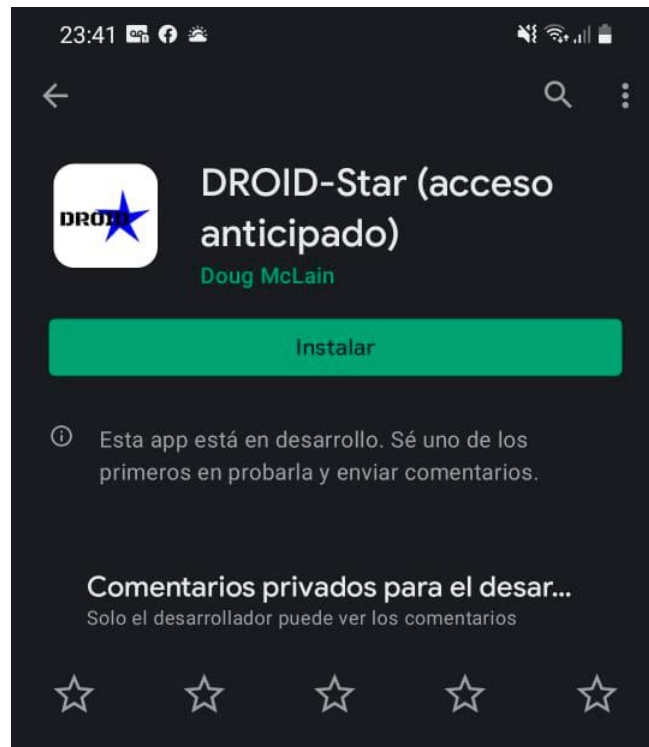 23:41
DROID-Star (acceso
anticipado)
DROID
Doug McLain
Instalar
Esta app está en desarrollo. Sé uno de los
primeros en probarla y enviar comentarios.
Comentarios privados para el desar...
Solo el desarrollador puede ver los comentarios